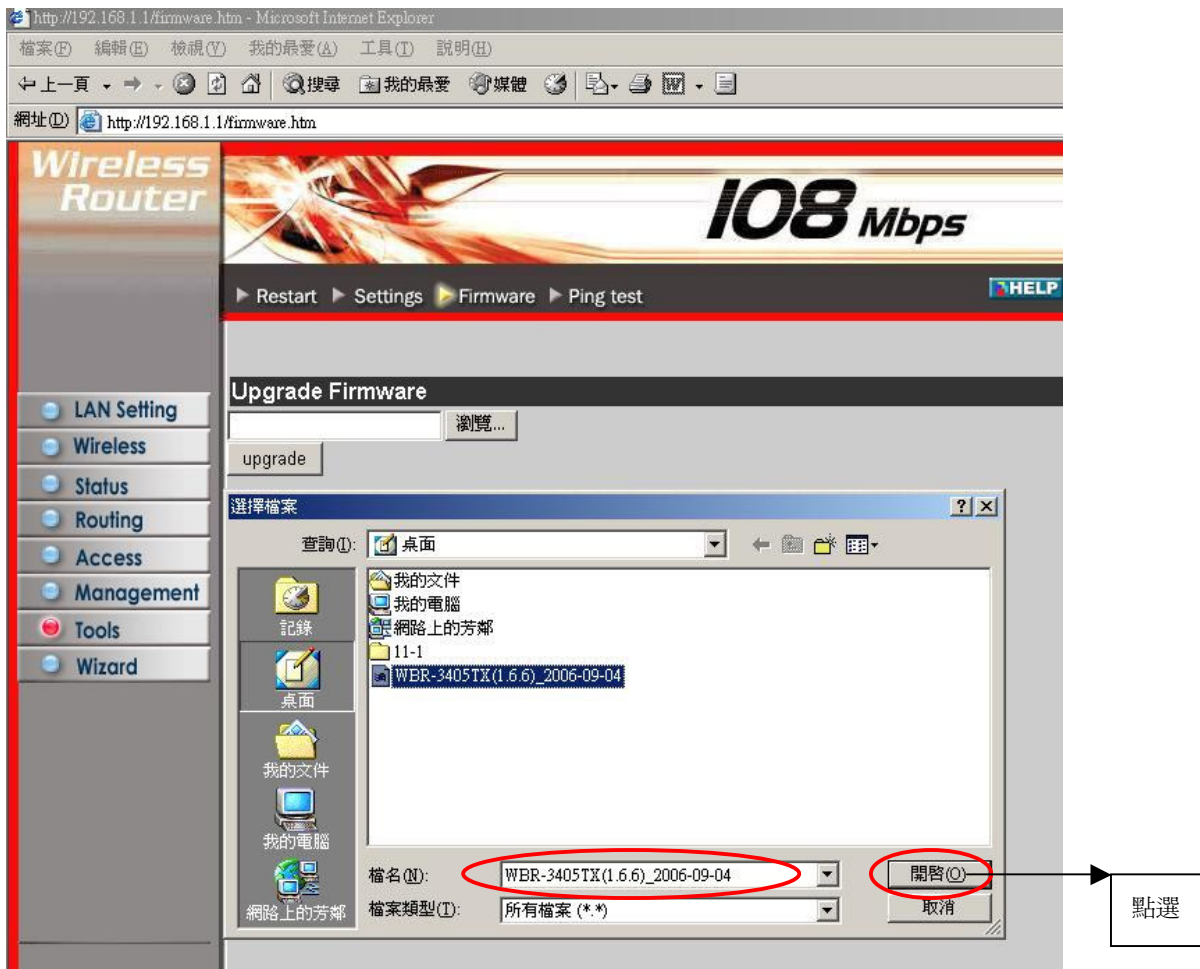 http://192.168.1.1/firmware.htm - Microsoft Internet Explorer
檔案(F) 編輯(E) 檢視(V) 我的最愛(A) 工具(T) 說明(H)
上一頁 搜尋 我的最愛 媒體
網址(D) http://192.168.1.1/firmware.htm
Wireless
Router
108 Mbps
Restart Settings Firmware Ping test HELP
Upgrade Firmware
瀏覽...
upgrade
LAN Setting
Wireless
Status
Routing
Access
Management
Tools
Wizard
選擇檔案
查詢(I): 桌面
記錄
桌面
我的文件
我的電腦
網路上的芳鄰
我的文件
我的電腦
網路上的芳鄰
11-1
WBR-3405TX(1.6.6)_2006-09-04
檔名(N): WBR-3405TX(1.6.6)_2006-09-04 開啓(O)
檔案類型(T): 所有檔案 (*.*) 取消
點選